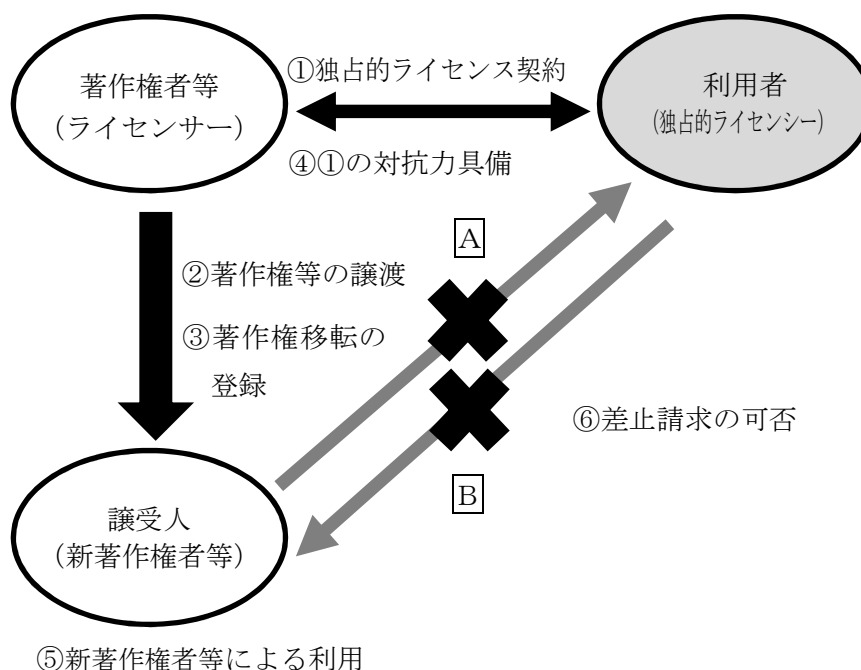 著作権者等
(ライセンサー)
①独占的ライセンス契約
④①の対抗力具備
利用者
(独占的ライセンシー)
A
②著作権等の譲渡
③著作権移転の
登録
⑥差止請求の可否
B
譲受人
(新著作権者等)
⑤新著作権者等による利用